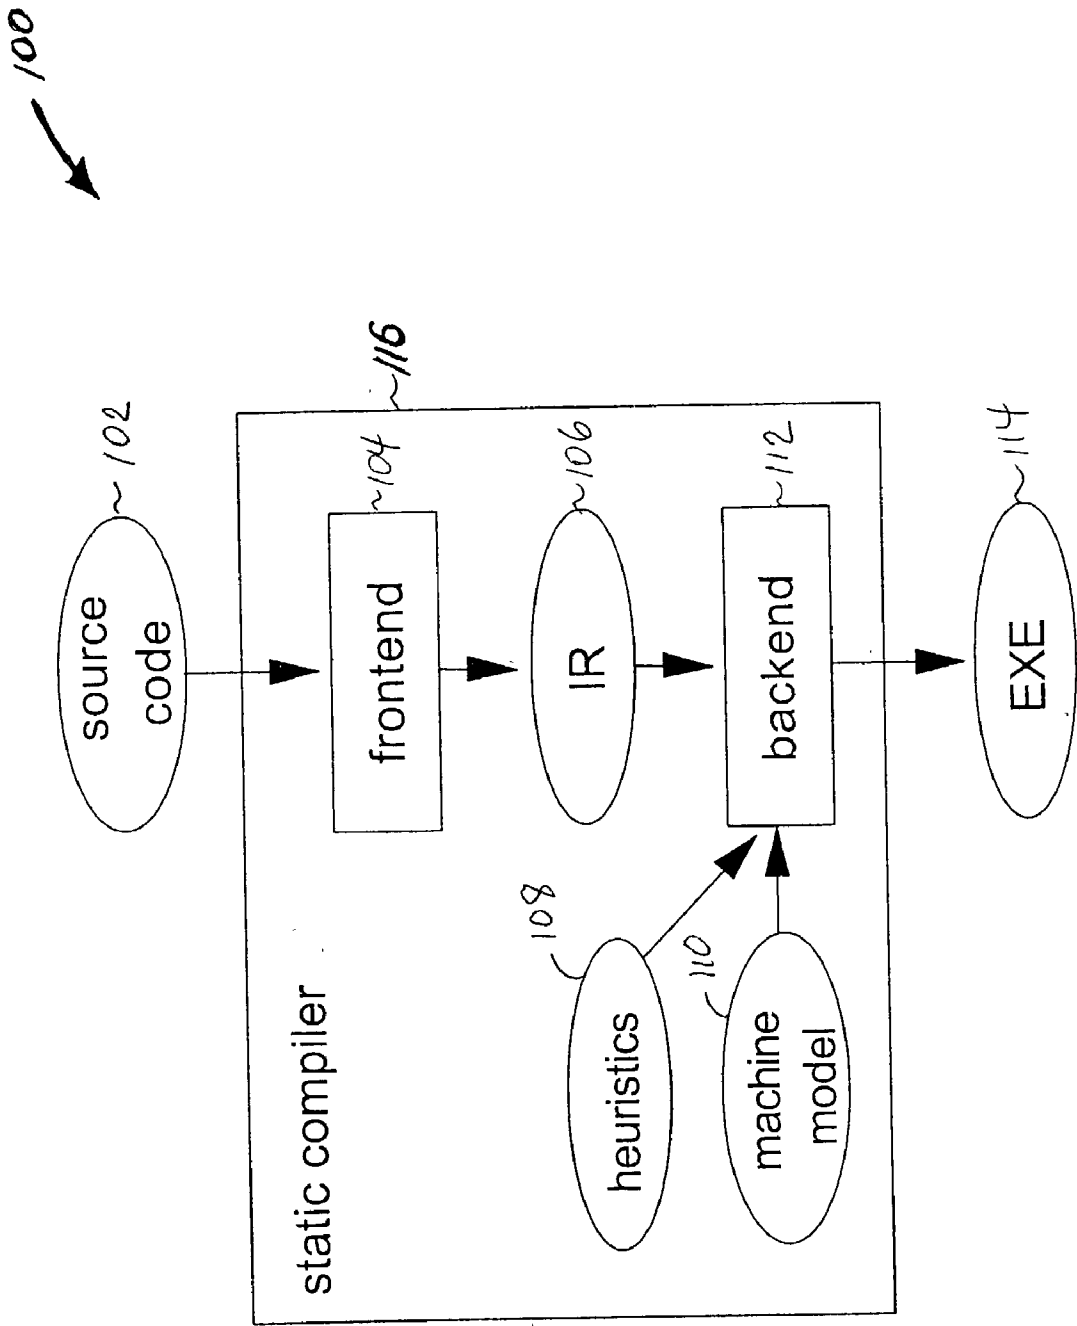 100
source
code
102
116
static compiler
frontend
104
IR
106
heuristics
108
machine
model
110
backend
112
EXE
114